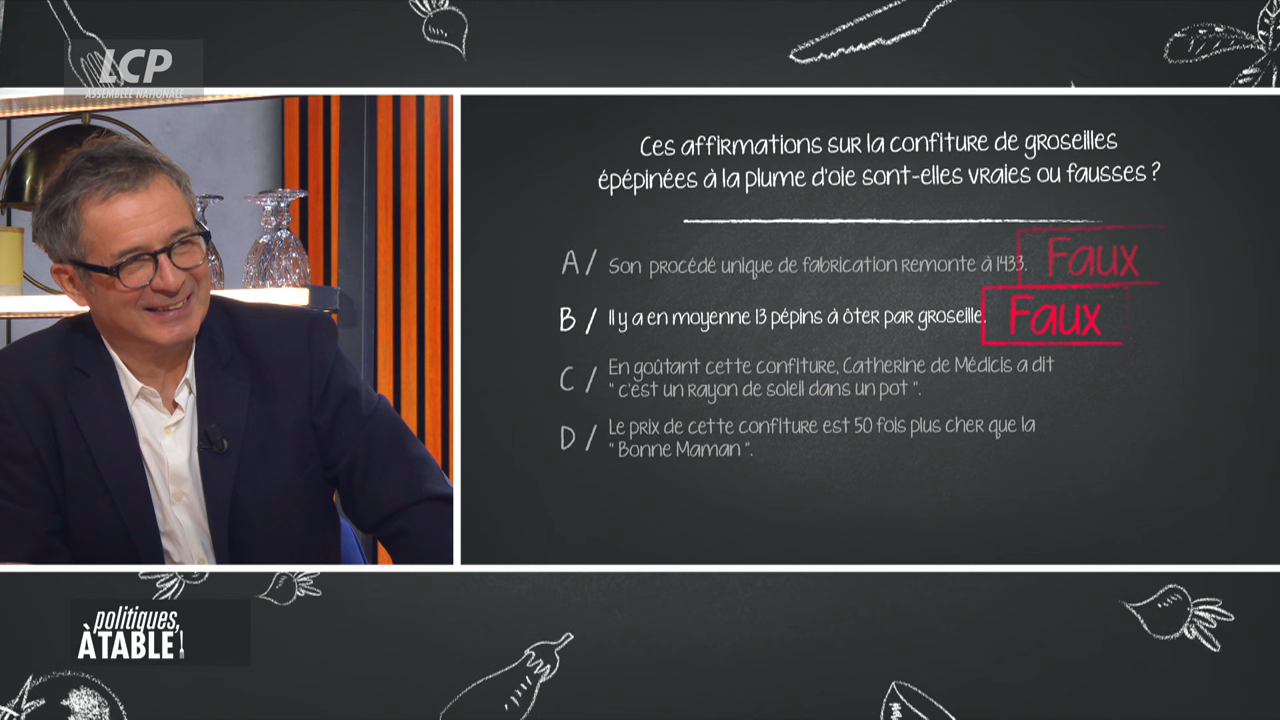 LCP
ASSEMBLÉE NATIONALE
Ces affirmations sur la confiture de groseilles
épépinées à la plume d'oie sont-elles vraies ou fausses ?
A / Son procédé unique de fabrication remonte à 1433. Faux
B / Il y a en moyenne 13 pépins à ôter par groseille. Faux
C / En goûtant cette confiture, Catherine de Médicis a dit
" c'est un rayon de soleil dans un pot ".
D / Le prix de cette confiture est 50 fois plus cher que la
" Bonne Maman ".
politiques,
À TABLE !